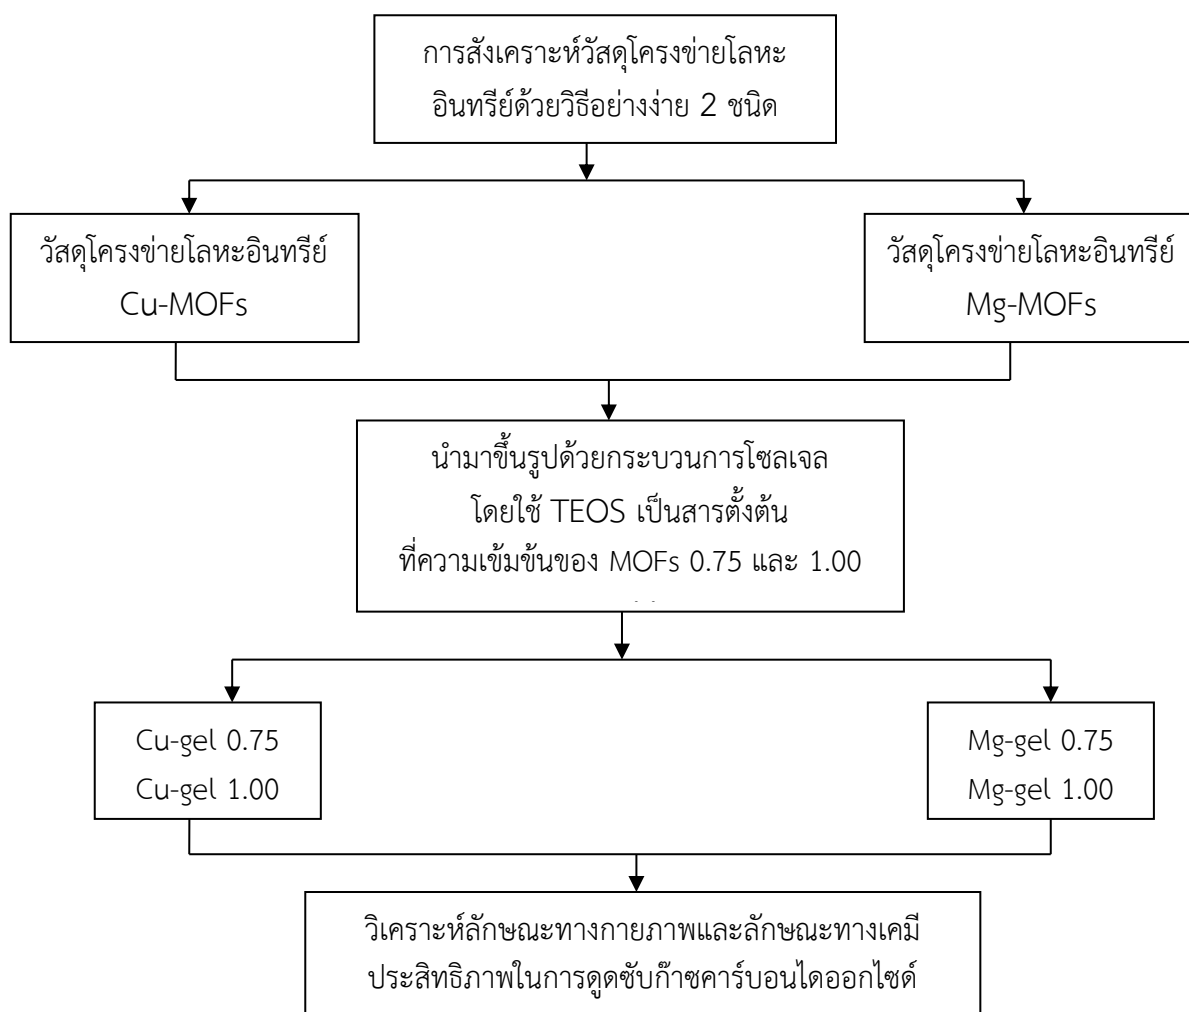 การสังเคราะห์วัสดุโครงข่ายโลหะ
อินทรีย์ด้วยวิธีอย่างง่าย 2 ชนิด
วัสดุโครงข่ายโลหะอินทรีย์
Cu-MOFs
วัสดุโครงข่ายโลหะอินทรีย์
Mg-MOFs
นำมาขึ้นรูปด้วยกระบวนการโซลเจล
โดยใช้ TEOS เป็นสารตั้งต้น
ที่ความเข้มข้นของ MOFs 0.75 และ 1.00
Cu-gel 0.75
Cu-gel 1.00
Mg-gel 0.75
Mg-gel 1.00
วิเคราะห์ลักษณะทางกายภาพและลักษณะทางเคมี
ประสิทธิภาพในการดูดซับก๊าซคาร์บอนไดออกไซด์